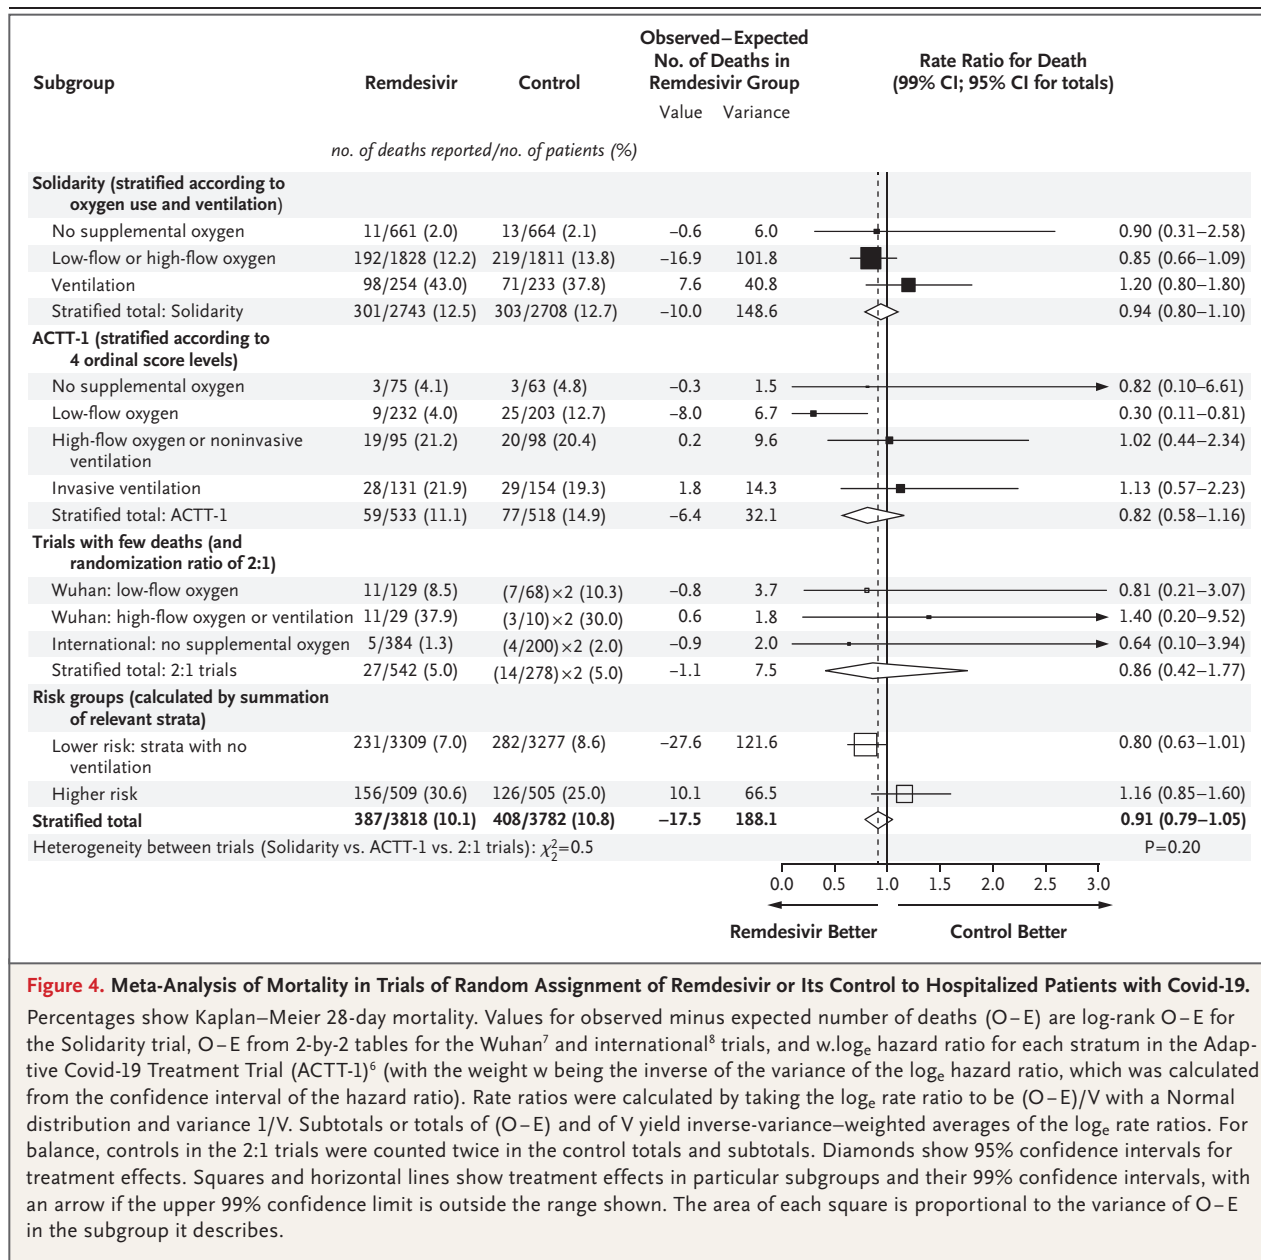 Subgroup Remdesivir Control Observed–Expected No. of Deaths in Remdesivir Group Rate Ratio for Death (99% CI; 95% CI for totals)
Value Variance
no. of deaths reported/no. of patients (%)
Solidarity (stratified according to
oxygen use and ventilation)
No supplemental oxygen 11/661 (2.0) 13/664 (2.1) –0.6 6.0 0.90 (0.31–2.58)
Low-flow or high-flow oxygen 192/1828 (12.2) 219/1811 (13.8) –16.9 101.8 0.85 (0.66–1.09)
Ventilation 98/254 (43.0) 71/233 (37.8) 7.6 40.8 1.20 (0.80–1.80)
Stratified total: Solidarity 301/2743 (12.5) 303/2708 (12.7) –10.0 148.6 0.94 (0.80–1.10)
ACTT-1 (stratified according to
4 ordinal score levels)
No supplemental oxygen 3/75 (4.1) 3/63 (4.8) –0.3 1.5 0.82 (0.10–6.61)
Low-flow oxygen 9/232 (4.0) 25/203 (12.7) –8.0 6.7 0.30 (0.11–0.81)
High-flow oxygen or noninvasive 19/95 (21.2) 20/98 (20.4) 0.2 9.6 1.02 (0.44–2.34)
ventilation
Invasive ventilation 28/131 (21.9) 29/154 (19.3) 1.8 14.3 1.13 (0.57–2.23)
Stratified total: ACTT-1 59/533 (11.1) 77/518 (14.9) –6.4 32.1 0.82 (0.58–1.16)
Trials with few deaths (and
randomization ratio of 2:1)
Wuhan: low-flow oxygen 11/129 (8.5) (7/68)×2 (10.3) –0.8 3.7 0.81 (0.21–3.07)
Wuhan: high-flow oxygen or ventilation 11/29 (37.9) (3/10)×2 (30.0) 0.6 1.8 1.40 (0.20–9.52)
International: no supplemental oxygen 5/384 (1.3) (4/200)×2 (2.0) –0.9 2.0 0.64 (0.10–3.94)
Stratified total: 2:1 trials 27/542 (5.0) (14/278)×2 (5.0) –1.1 7.5 0.86 (0.42–1.77)
Risk groups (calculated by summation
of relevant strata)
Lower risk: strata with no 231/3309 (7.0) 282/3277 (8.6) –27.6 121.6 0.80 (0.63–1.01)
ventilation
Higher risk 156/509 (30.6) 126/505 (25.0) 10.1 66.5 1.16 (0.85–1.60)
Stratified total 387/3818 (10.1) 408/3782 (10.8) –17.5 188.1 0.91 (0.79–1.05)
Heterogeneity between trials (Solidarity vs. ACTT-1 vs. 2:1 trials): χ²₂=0.5 P=0.20
0.0 0.5 1.0 1.5 2.0 2.5 3.0
Remdesivir Better Control Better
Figure 4. Meta-Analysis of Mortality in Trials of Random Assignment of Remdesivir or Its Control to Hospitalized Patients with Covid-19.
Percentages show Kaplan–Meier 28-day mortality. Values for observed minus expected number of deaths (O–E) are log-rank O–E for
the Solidarity trial, O–E from 2-by-2 tables for the Wuhan⁷ and international⁸ trials, and w.logₑ hazard ratio for each stratum in the Adap-
tive Covid-19 Treatment Trial (ACTT-1)⁶ (with the weight w being the inverse of the variance of the logₑ hazard ratio, which was calculated
from the confidence interval of the hazard ratio). Rate ratios were calculated by taking the logₑ rate ratio to be (O–E)/V with a Normal
distribution and variance 1/V. Subtotals or totals of (O–E) and of V yield inverse-variance–weighted averages of the logₑ rate ratios. For
balance, controls in the 2:1 trials were counted twice in the control totals and subtotals. Diamonds show 95% confidence intervals for
treatment effects. Squares and horizontal lines show treatment effects in particular subgroups and their 99% confidence intervals, with
an arrow if the upper 99% confidence limit is outside the range shown. The area of each square is proportional to the variance of O–E
in the subgroup it describes.